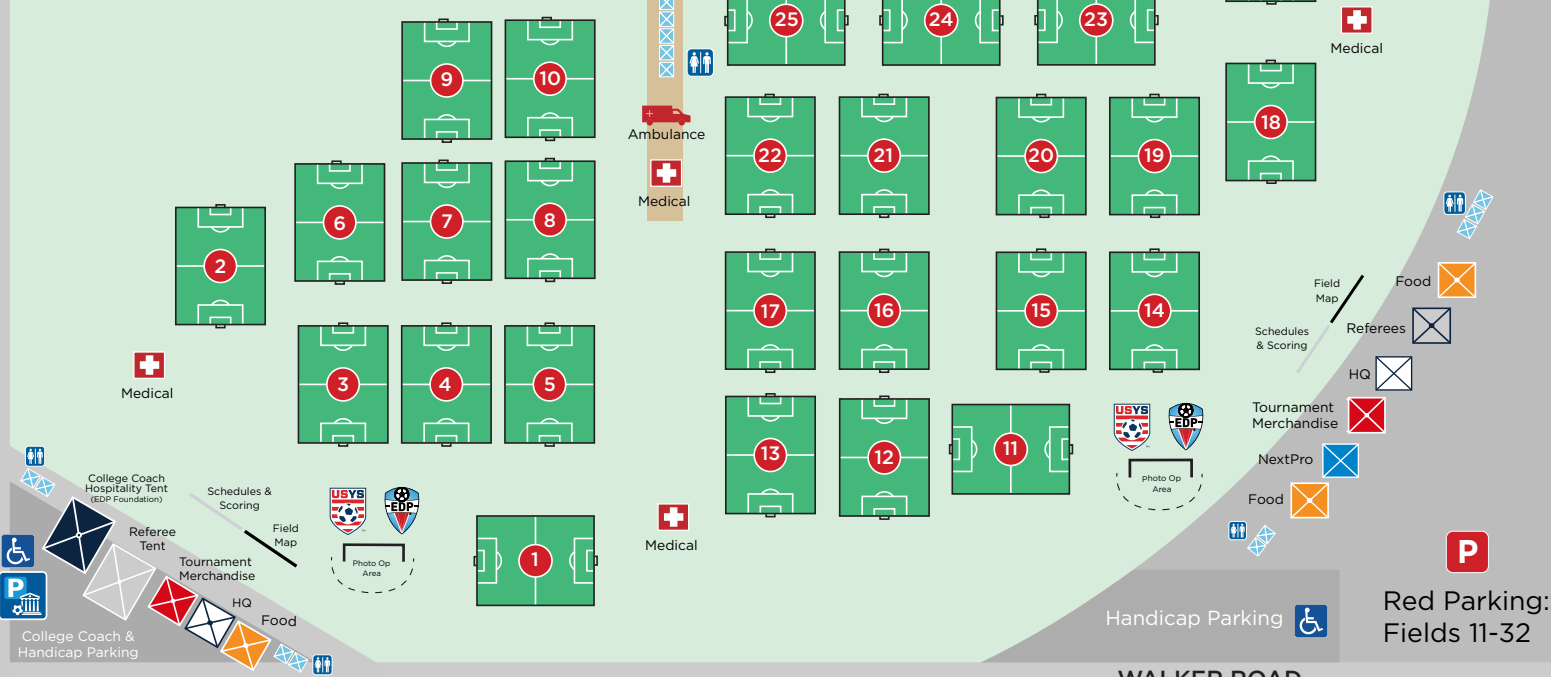 25
24
23
Medical
9
10
18
Ambulance
22
21
20
19
Medical
6
7
8
2
17
16
15
14
Field
Map
Food
Schedules
& Scoring
Referees
HQ
Medical
3
4
5
Tournament
Merchandise
USYS
EDP
13
12
11
NextPro
Photo Op
Area
Food
College Coach
Hospitality Tent
(EDP Foundation)
Schedules &
Scoring
USYS
EDP
Field
Map
Referee
Tent
Medical
Photo Op
Area
1
P
Tournament
Merchandise
P
HQ
Food
Red Parking:
Fields 11-32
Handicap Parking
College Coach &
Handicap Parking
WALKER ROAD